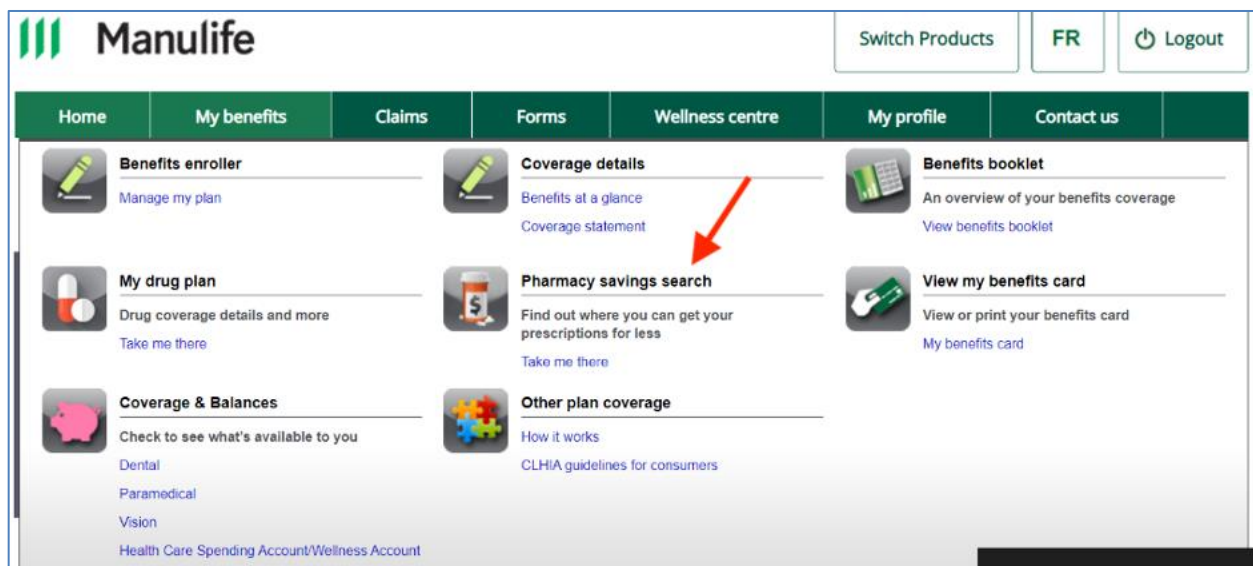 Manulife
Switch Products
FR
Logout
Home
My benefits
Claims
Forms
Wellness centre
My profile
Contact us
Benefits enroller
Manage my plan
Coverage details
Benefits at a glance
Coverage statement
Benefits booklet
An overview of your benefits coverage
View benefits booklet
My drug plan
Drug coverage details and more
Take me there
Pharmacy savings search
Find out where you can get your
prescriptions for less
Take me there
View my benefits card
View or print your benefits card
My benefits card
Coverage & Balances
Check to see what's available to you
Dental
Paramedical
Vision
Health Care Spending Account/Wellness Account
Other plan coverage
How it works
CLHIA guidelines for consumers